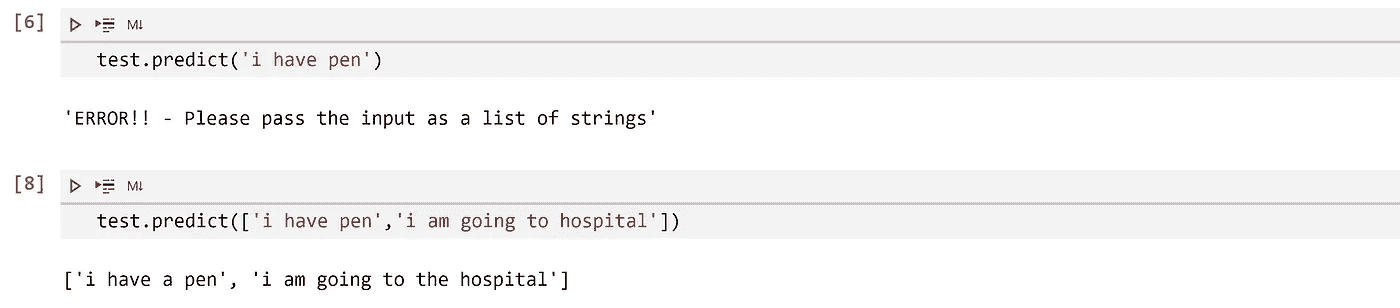 [6] M↓
test.predict('i have pen')
'ERROR!! - Please pass the input as a list of strings'
[8] M↓
test.predict(['i have pen','i am going to hospital'])
['i have a pen', 'i am going to the hospital']